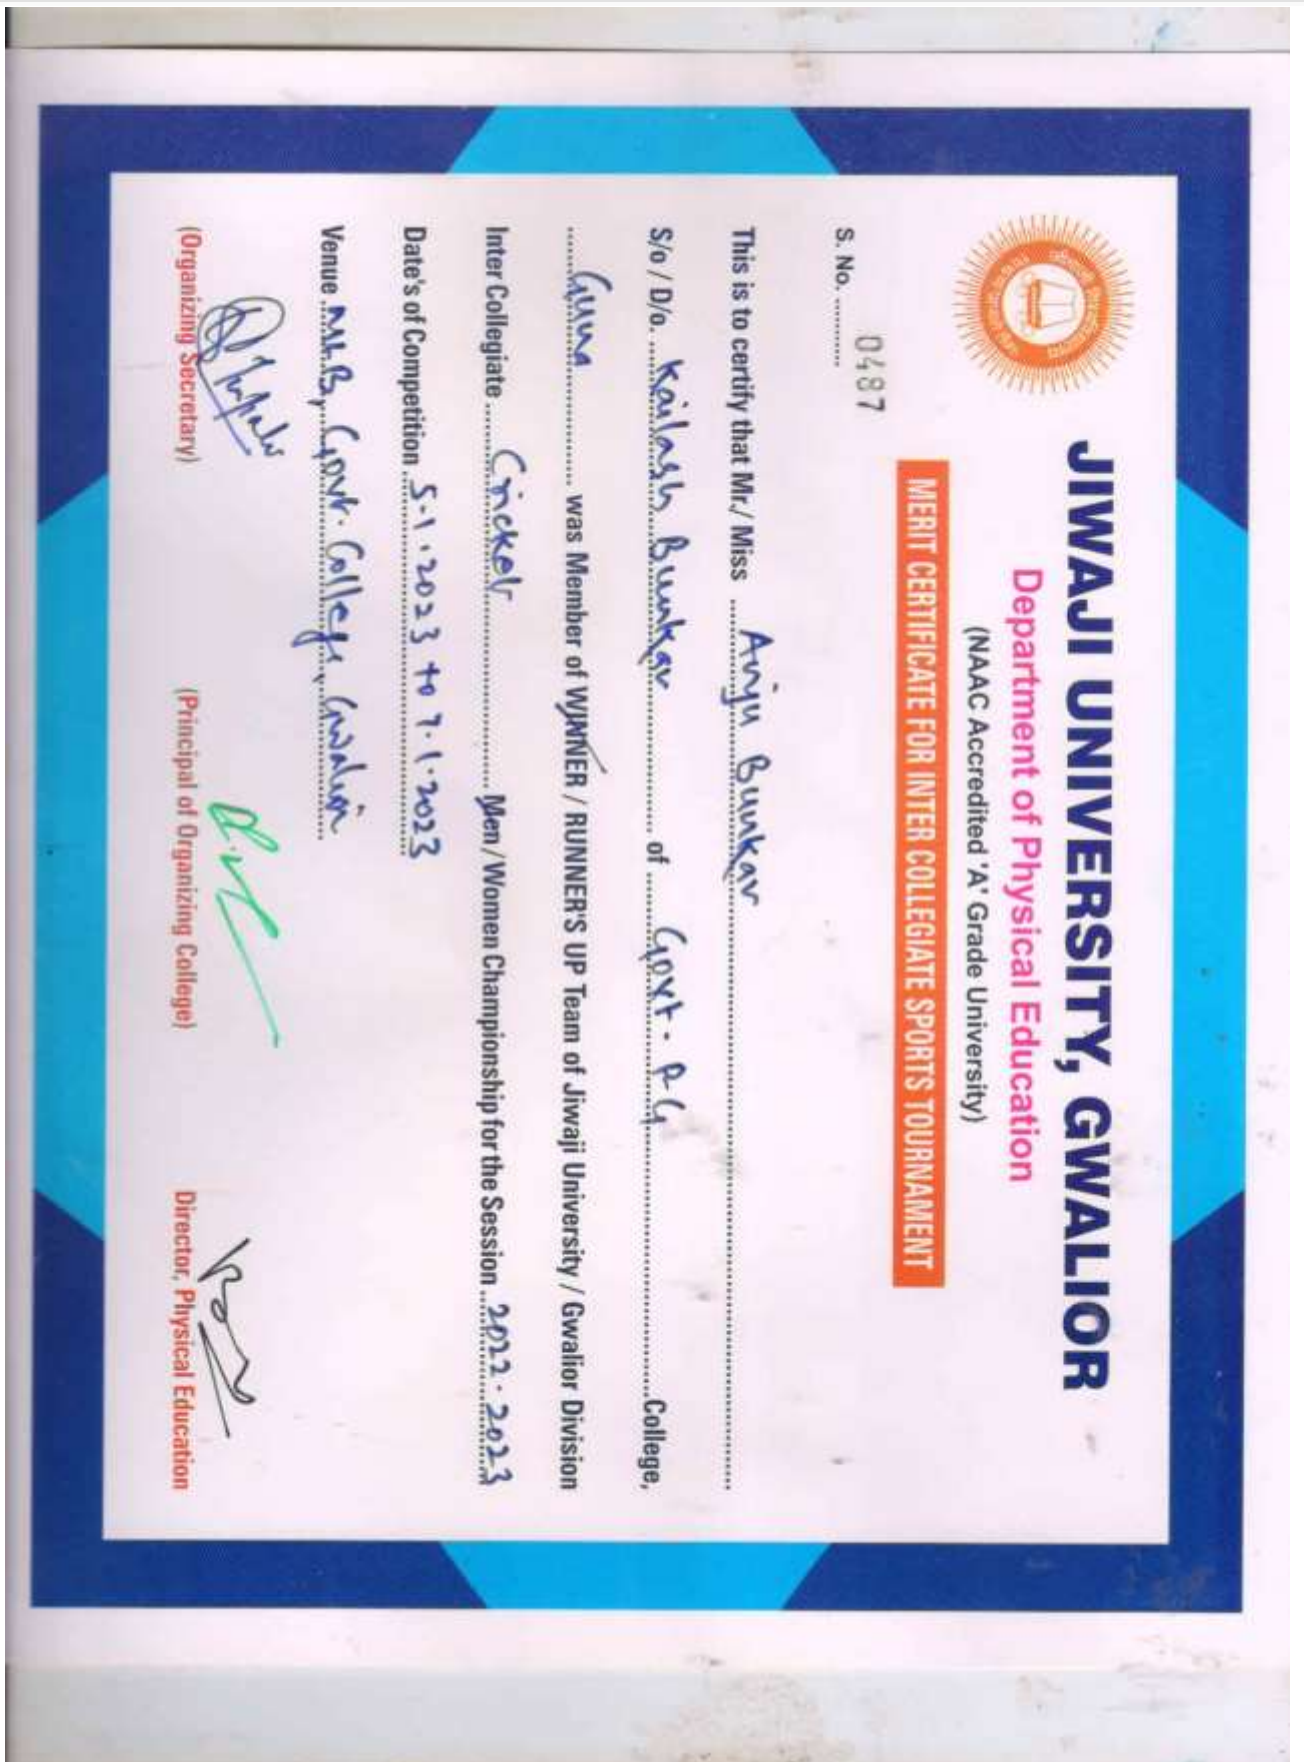 JIWAJI UNIVERSITY, GWALIOR
Department of Physical Education
(NAAC Accredited 'A' Grade University)
MERIT CERTIFICATE FOR INTER COLLEGIATE SPORTS TOURNAMENT
S. No. ........... 0487
This is to certify that Mr./ Miss Anju Bunkar
S/o / D/o. Kailash Bunkar of Govt. PG College,
Guna was Member of WINNER / RUNNER'S UP Team of Jiwaji University / Gwalior Division
Inter Collegiate Cricket Men/Women Championship for the Session 2022-2023
Date's of Competition 5-1-2023 to 7-1-2023
Venue MLB, Govt. College, Gwalior
(Organizing Secretary) (Principal of Organizing College) Director, Physical Education